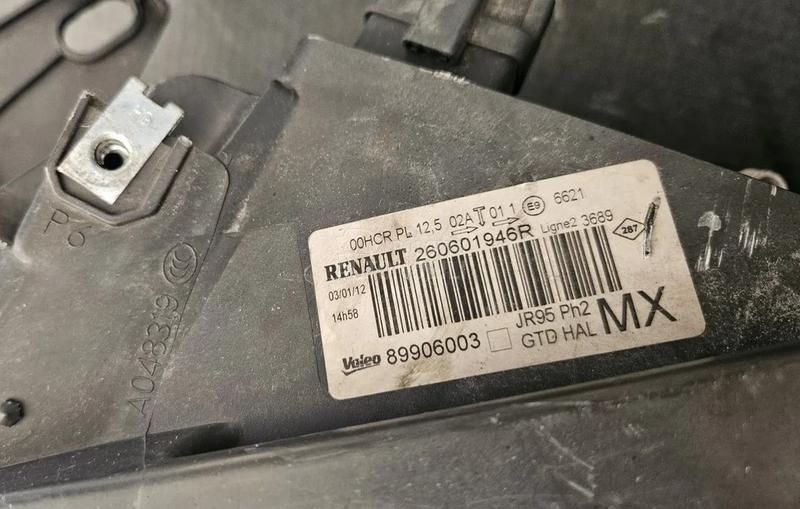 00HCR PL 12,5 02A 01 1 E9 6621
RENAULT 260601946R Ligne2 3689
287
03/01/12
14h58
JR95 Ph2
GTD HAL
MX
Valeo 89906003
P6
A048319